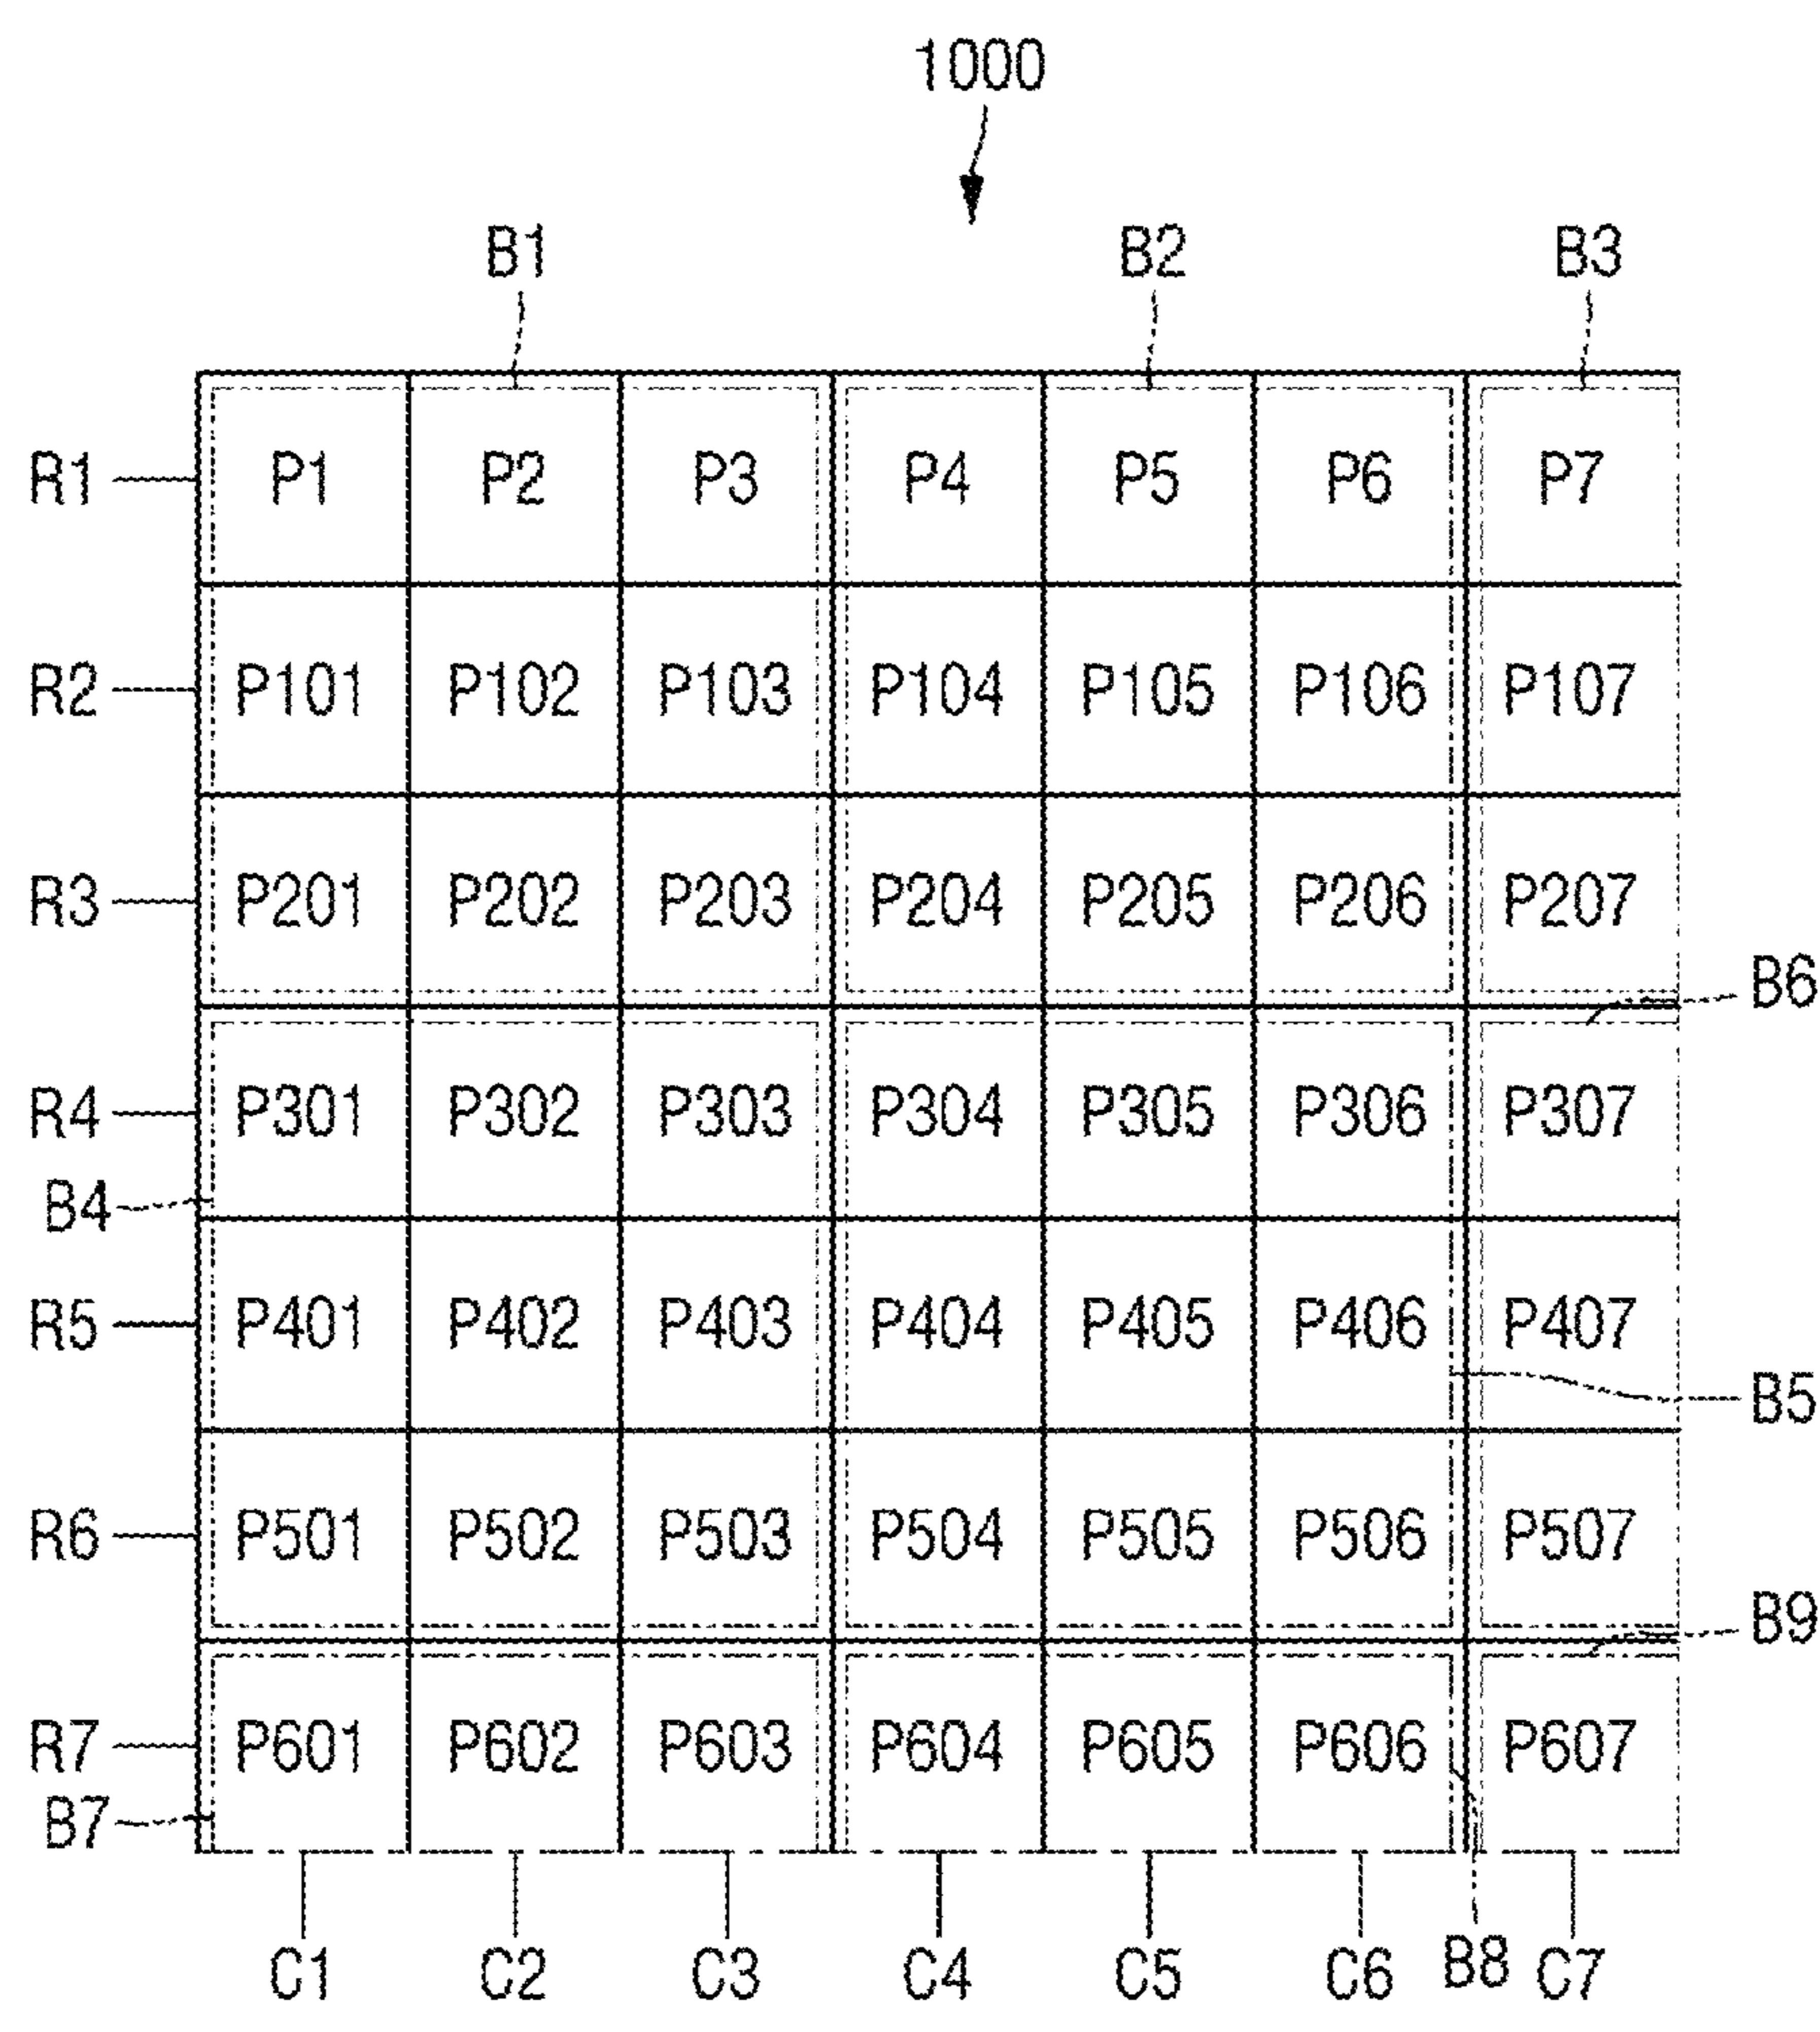 1000
B1 B2 B3
R1 P1 P2 P3 P4 P5 P6 P7
R2 P101 P102 P103 P104 P105 P106 P107
R3 P201 P202 P203 P204 P205 P206 P207
B6
R4 P301 P302 P303 P304 P305 P306 P307
B4
R5 P401 P402 P403 P404 P405 P406 P407
B5
R6 P501 P502 P503 P504 P505 P506 P507
B9
R7 P601 P602 P603 P604 P605 P606 P607
B7
C1 C2 C3 C4 C5 C6 B8 C7